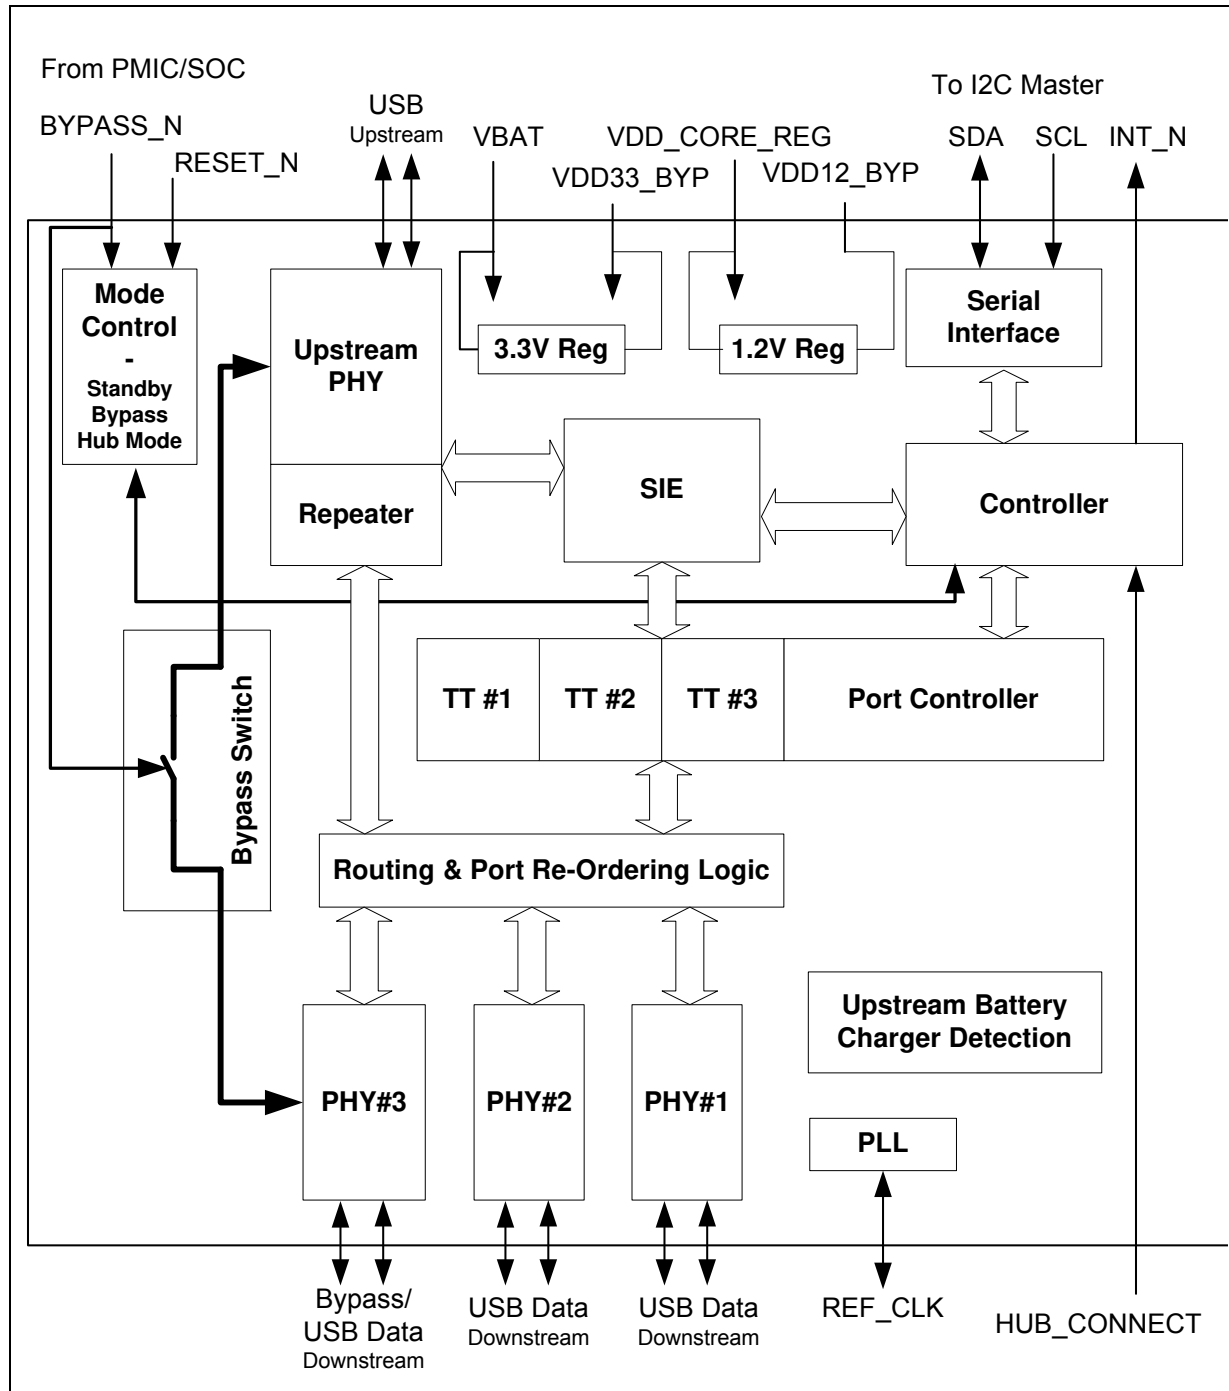 From PMIC/SOC
To I2C Master
USB
Upstream
BYPASS_N
RESET_N
VBAT
VDD_CORE_REG
VDD33_BYP
VDD12_BYP
SDA
SCL
INT_N
Mode
Control
-
Standby
Bypass
Hub Mode
Upstream
PHY
Repeater
3.3V Reg
1.2V Reg
Serial
Interface
SIE
Controller
Bypass Switch
TT #1
TT #2
TT #3
Port Controller
Routing & Port Re-Ordering Logic
Upstream Battery
Charger Detection
PHY#3
PHY#2
PHY#1
PLL
Bypass/
USB Data
Downstream
USB Data
Downstream
USB Data
Downstream
REF_CLK
HUB_CONNECT